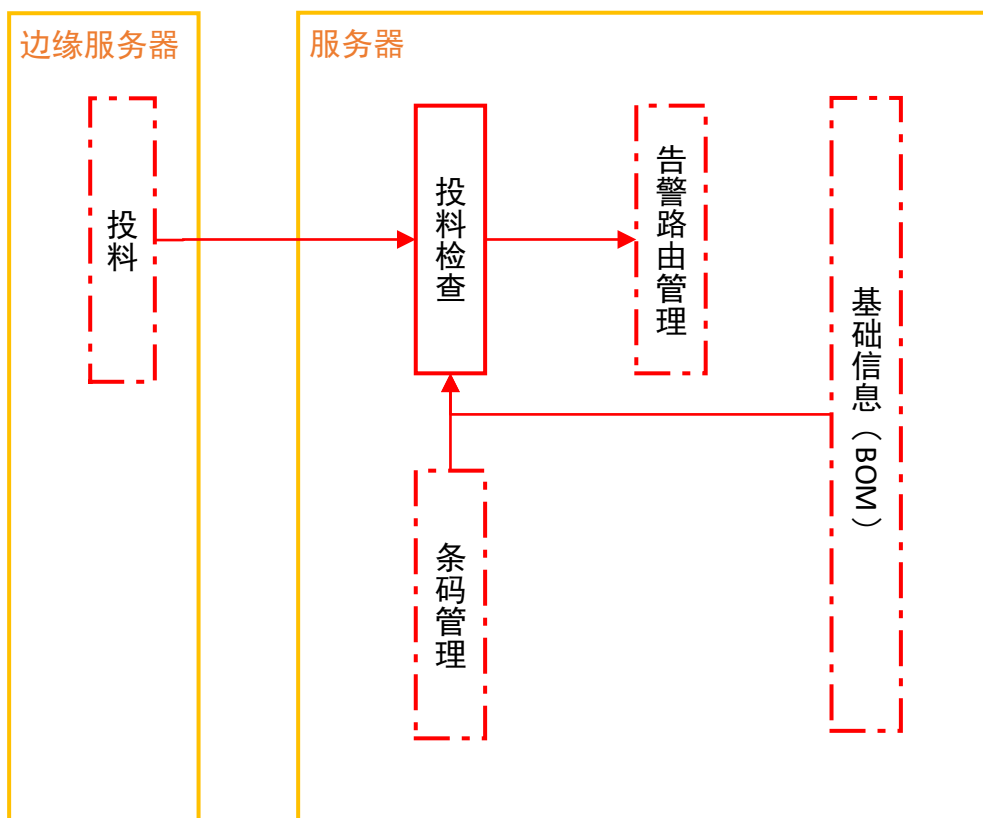 边缘服务器
服务器
投料
投料检查
告警路由管理
基础信息（BOM）
条码管理